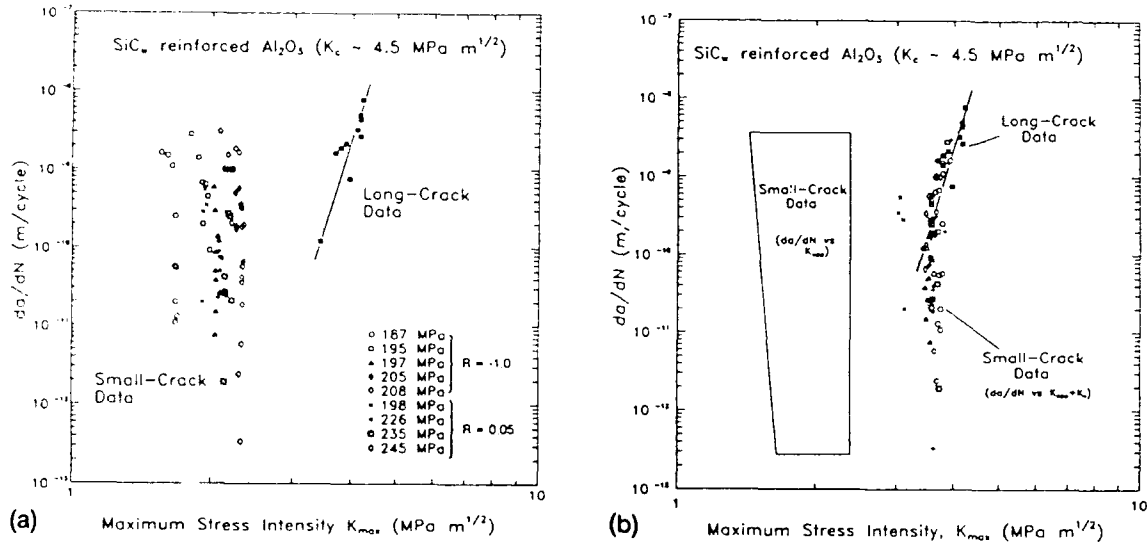 10⁻⁷
SiC_w reinforced Al₂O₃ (K_c ~ 4.5 MPa m^1/2)
10⁻⁸
10⁻⁹
da/dN (m/cycle)
Long-Crack
Data
10⁻¹⁰
10⁻¹¹
○ 187 MPa
○ 195 MPa
▲ 197 MPa
205 MPa
208 MPa
R = -1.0
Small-Crack
Data
10⁻¹²
198 MPa
226 MPa
235 MPa
245 MPa
R = 0.05
10⁻¹³
1
10
(a)
Maximum Stress Intensity K_max (MPa m^1/2)
10⁻⁷
SiC_w reinforced Al₂O₃ (K_c ~ 4.5 MPa m^1/2)
10⁻⁸
Long-Crack
Data
10⁻⁹
Small-Crack
Data
(da/dN vs
K_app)
da/dN (m/cycle)
10⁻¹⁰
10⁻¹¹
Small-Crack
Data
(da/dN vs K_app+K_r)
10⁻¹²
10⁻¹³
1
10
(b)
Maximum Stress Intensity, K_max (MPa m^1/2)